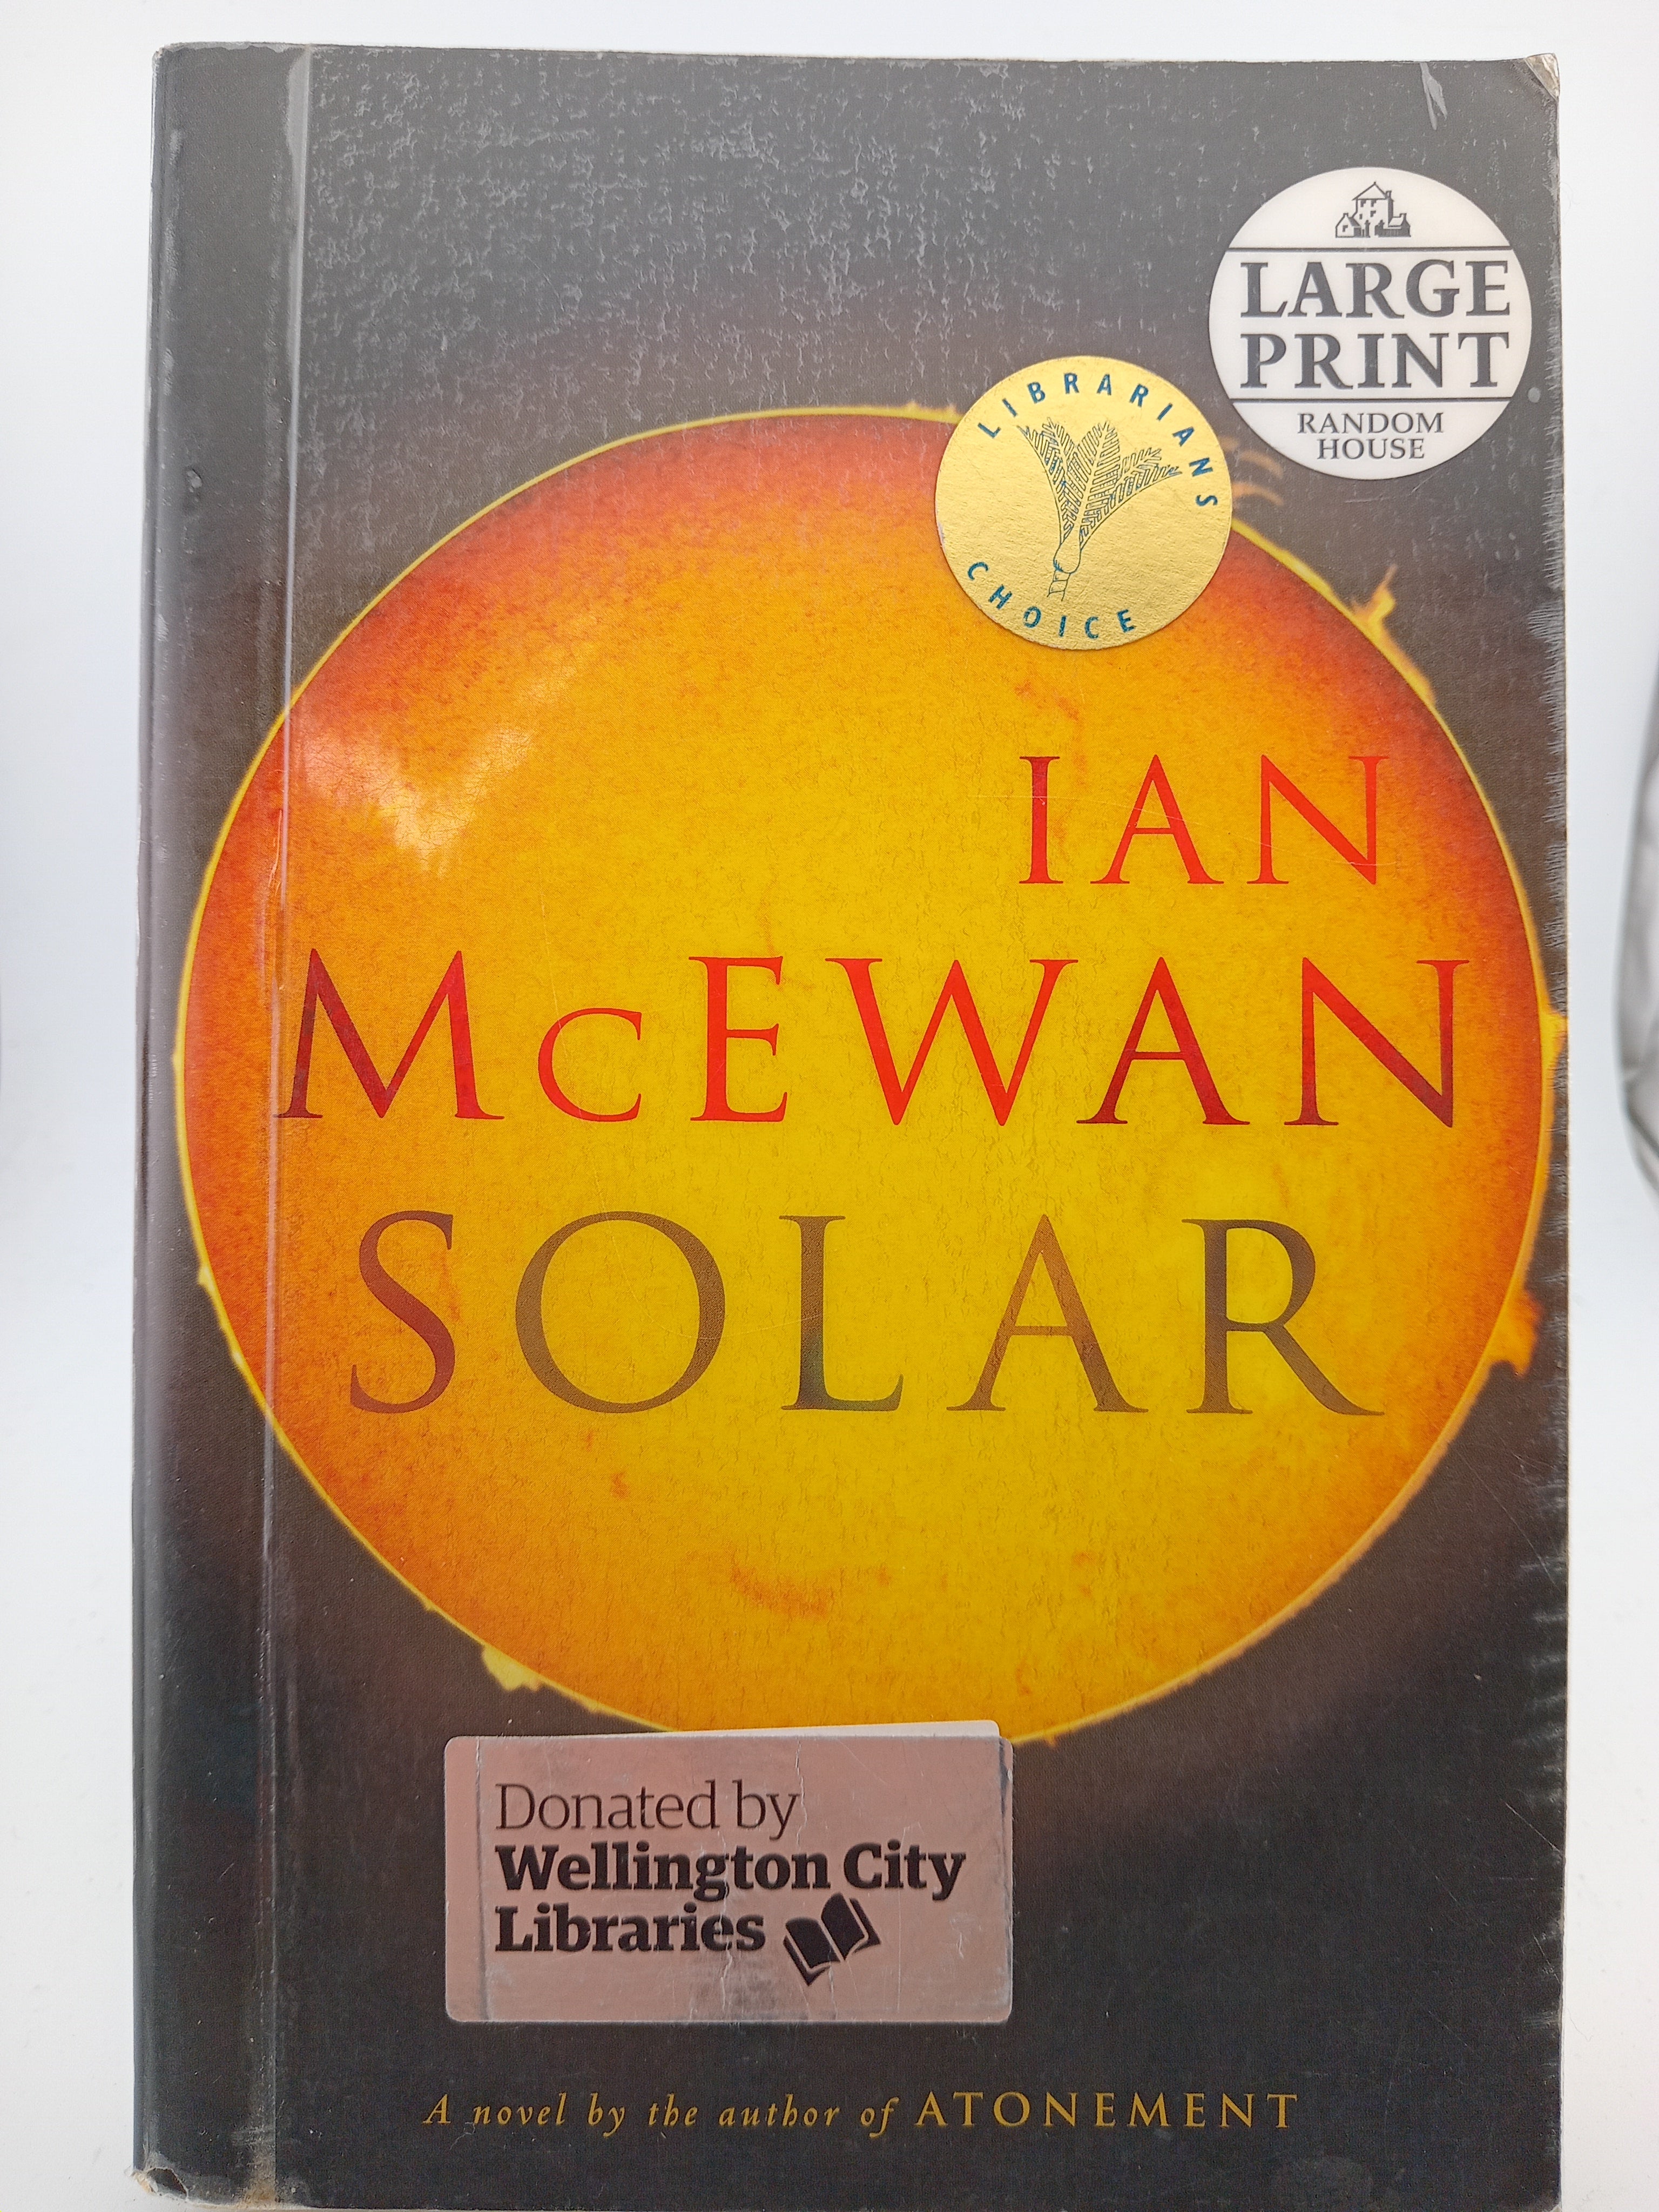 LARGE
PRINT
RANDOM
HOUSE
LIBRARIANS
CHOICE
IAN
McEWAN
SOLAR
Donated by
Wellington City
Libraries
A novel by the author of ATONEMENT